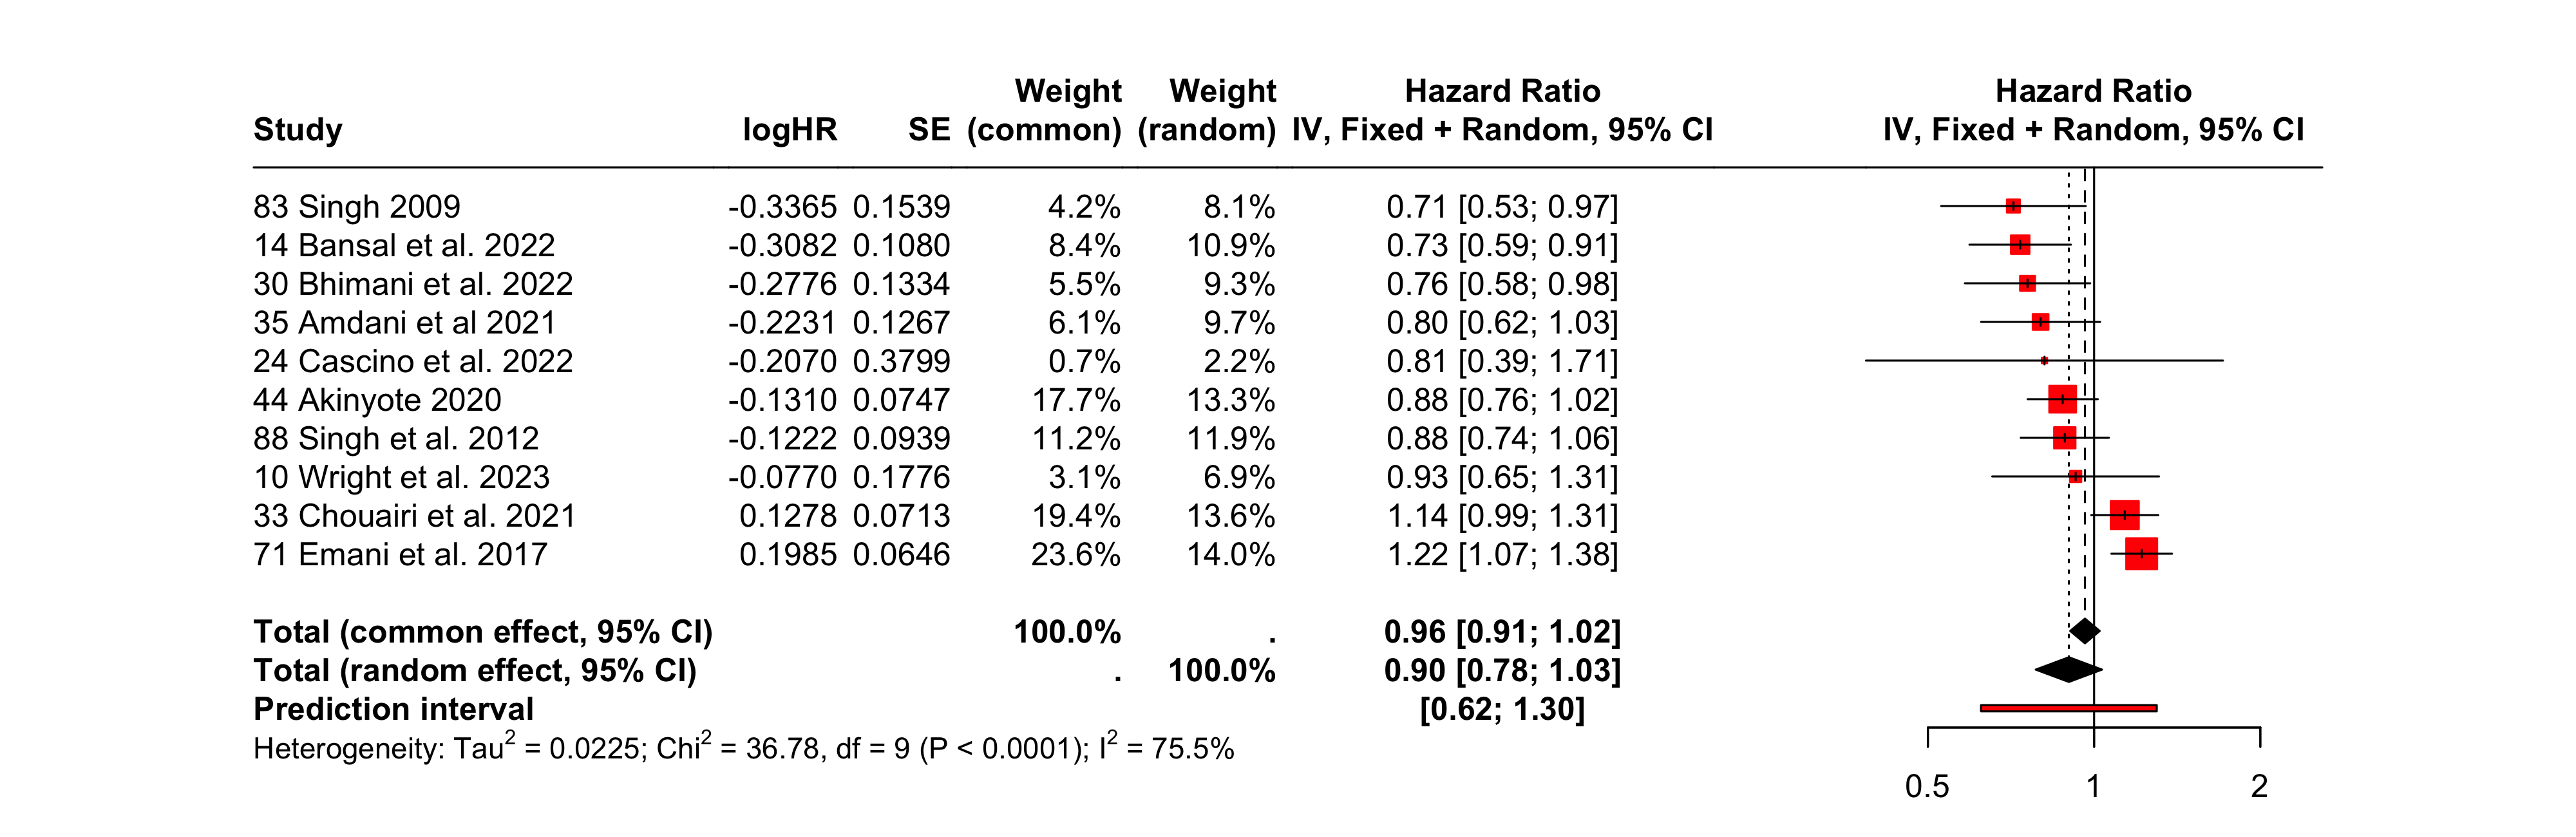 Weight Weight Hazard Ratio Hazard Ratio
Study logHR SE (common) (random) IV, Fixed + Random, 95% CI IV, Fixed + Random, 95% CI
83 Singh 2009 -0.3365 0.1539 4.2% 8.1% 0.71 [0.53; 0.97]
14 Bansal et al. 2022 -0.3082 0.1080 8.4% 10.9% 0.73 [0.59; 0.91]
30 Bhimani et al. 2022 -0.2776 0.1334 5.5% 9.3% 0.76 [0.58; 0.98]
35 Amdani et al 2021 -0.2231 0.1267 6.1% 9.7% 0.80 [0.62; 1.03]
24 Cascino et al. 2022 -0.2070 0.3799 0.7% 2.2% 0.81 [0.39; 1.71]
44 Akinyote 2020 -0.1310 0.0747 17.7% 13.3% 0.88 [0.76; 1.02]
88 Singh et al. 2012 -0.1222 0.0939 11.2% 11.9% 0.88 [0.74; 1.06]
10 Wright et al. 2023 -0.0770 0.1776 3.1% 6.9% 0.93 [0.65; 1.31]
33 Chouairi et al. 2021 0.1278 0.0713 19.4% 13.6% 1.14 [0.99; 1.31]
71 Emani et al. 2017 0.1985 0.0646 23.6% 14.0% 1.22 [1.07; 1.38]
Total (common effect, 95% CI) 100.0% . 0.96 [0.91; 1.02]
Total (random effect, 95% CI) . 100.0% 0.90 [0.78; 1.03]
Prediction interval [0.62; 1.30]
Heterogeneity: Tau² = 0.0225; Chi² = 36.78, df = 9 (P < 0.0001); I² = 75.5%
0.5 1 2